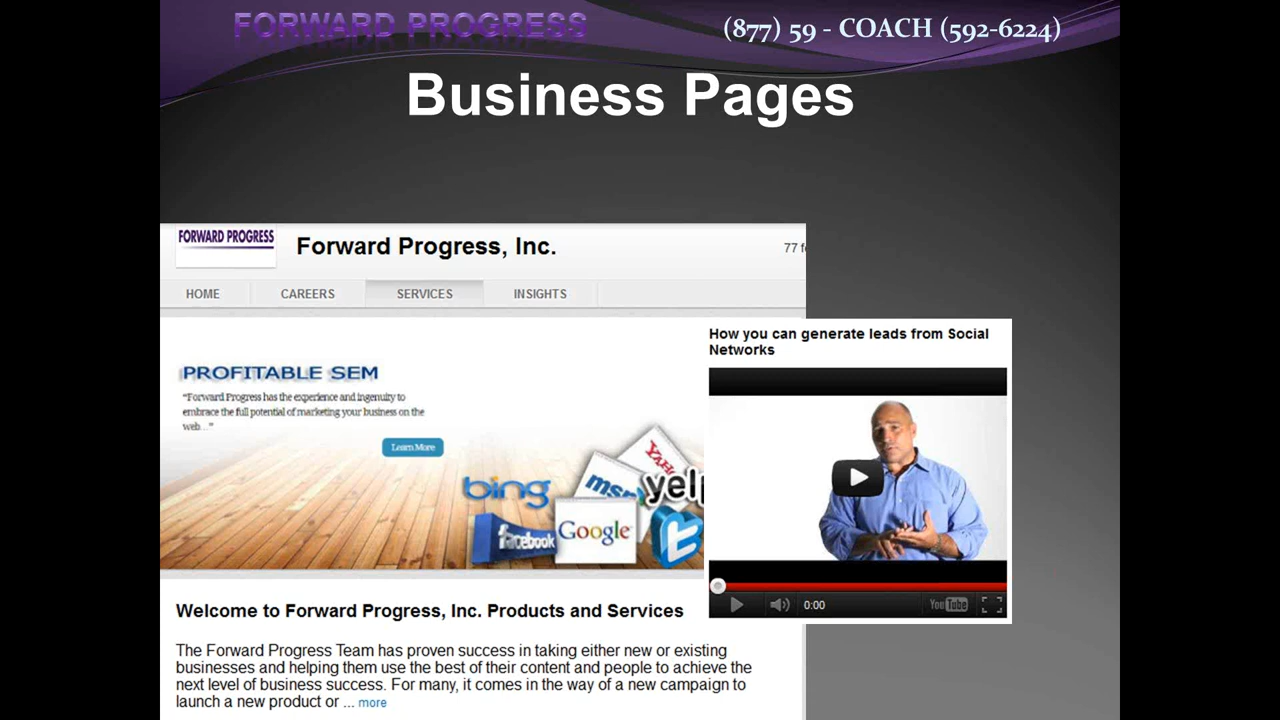 FORWARD PROGRESS
(877) 59 - COACH (592-6224)
Business Pages
FORWARD PROGRESS
Forward Progress, Inc.
77
HOME CAREERS SERVICES INSIGHTS
PROFITABLE SEM
“Forward Progress has the experience and ingenuity to
embrace the full potential of marketing your business on the
web...”
Learn More
bing
msn
YAHOO
yelp
facebook
Google
How you can generate leads from Social
Networks
0:00
YouTube
Welcome to Forward Progress, Inc. Products and Services
The Forward Progress Team has proven success in taking either new or existing
businesses and helping them use the best of their content and people to achieve the
next level of business success. For many, it comes in the way of a new campaign to
launch a new product or ... more